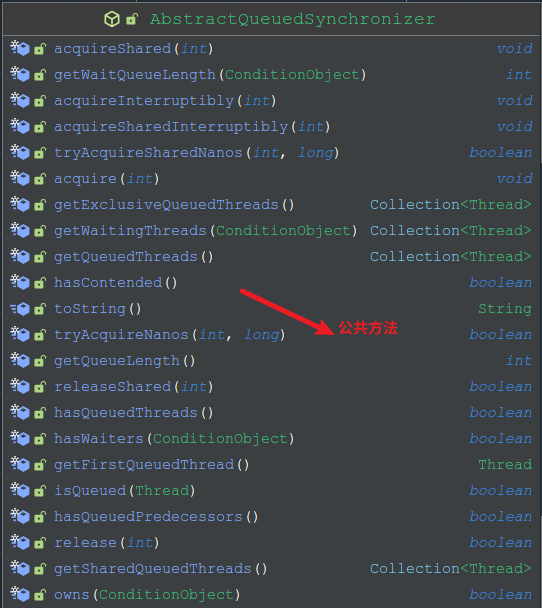 AbstractQueuedSynchronizer
acquireShared(int) void
getWaitQueueLength(ConditionObject) int
acquireInterruptibly(int) void
acquireSharedInterruptibly(int) void
tryAcquireSharedNanos(int, long) boolean
acquire(int) void
getExclusiveQueuedThreads() Collection<Thread>
getWaitingThreads(ConditionObject) Collection<Thread>
getQueuedThreads() Collection<Thread>
hasContended() boolean
toString() String
公共方法
tryAcquireNanos(int, long) boolean
getQueueLength() int
releaseShared(int) boolean
hasQueuedThreads() boolean
hasWaiters(ConditionObject) boolean
getFirstQueuedThread() Thread
isQueued(Thread) boolean
hasQueuedPredecessors() boolean
release(int) boolean
getSharedQueuedThreads() Collection<Thread>
owns(ConditionObject) boolean